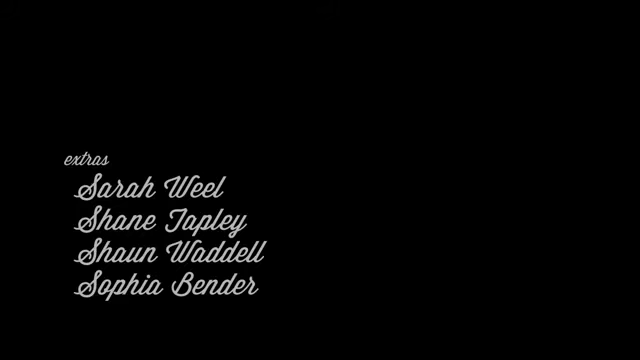 extras
Sarah Weel
Shane Tapley
Shaun Waddell
Sophia Bender